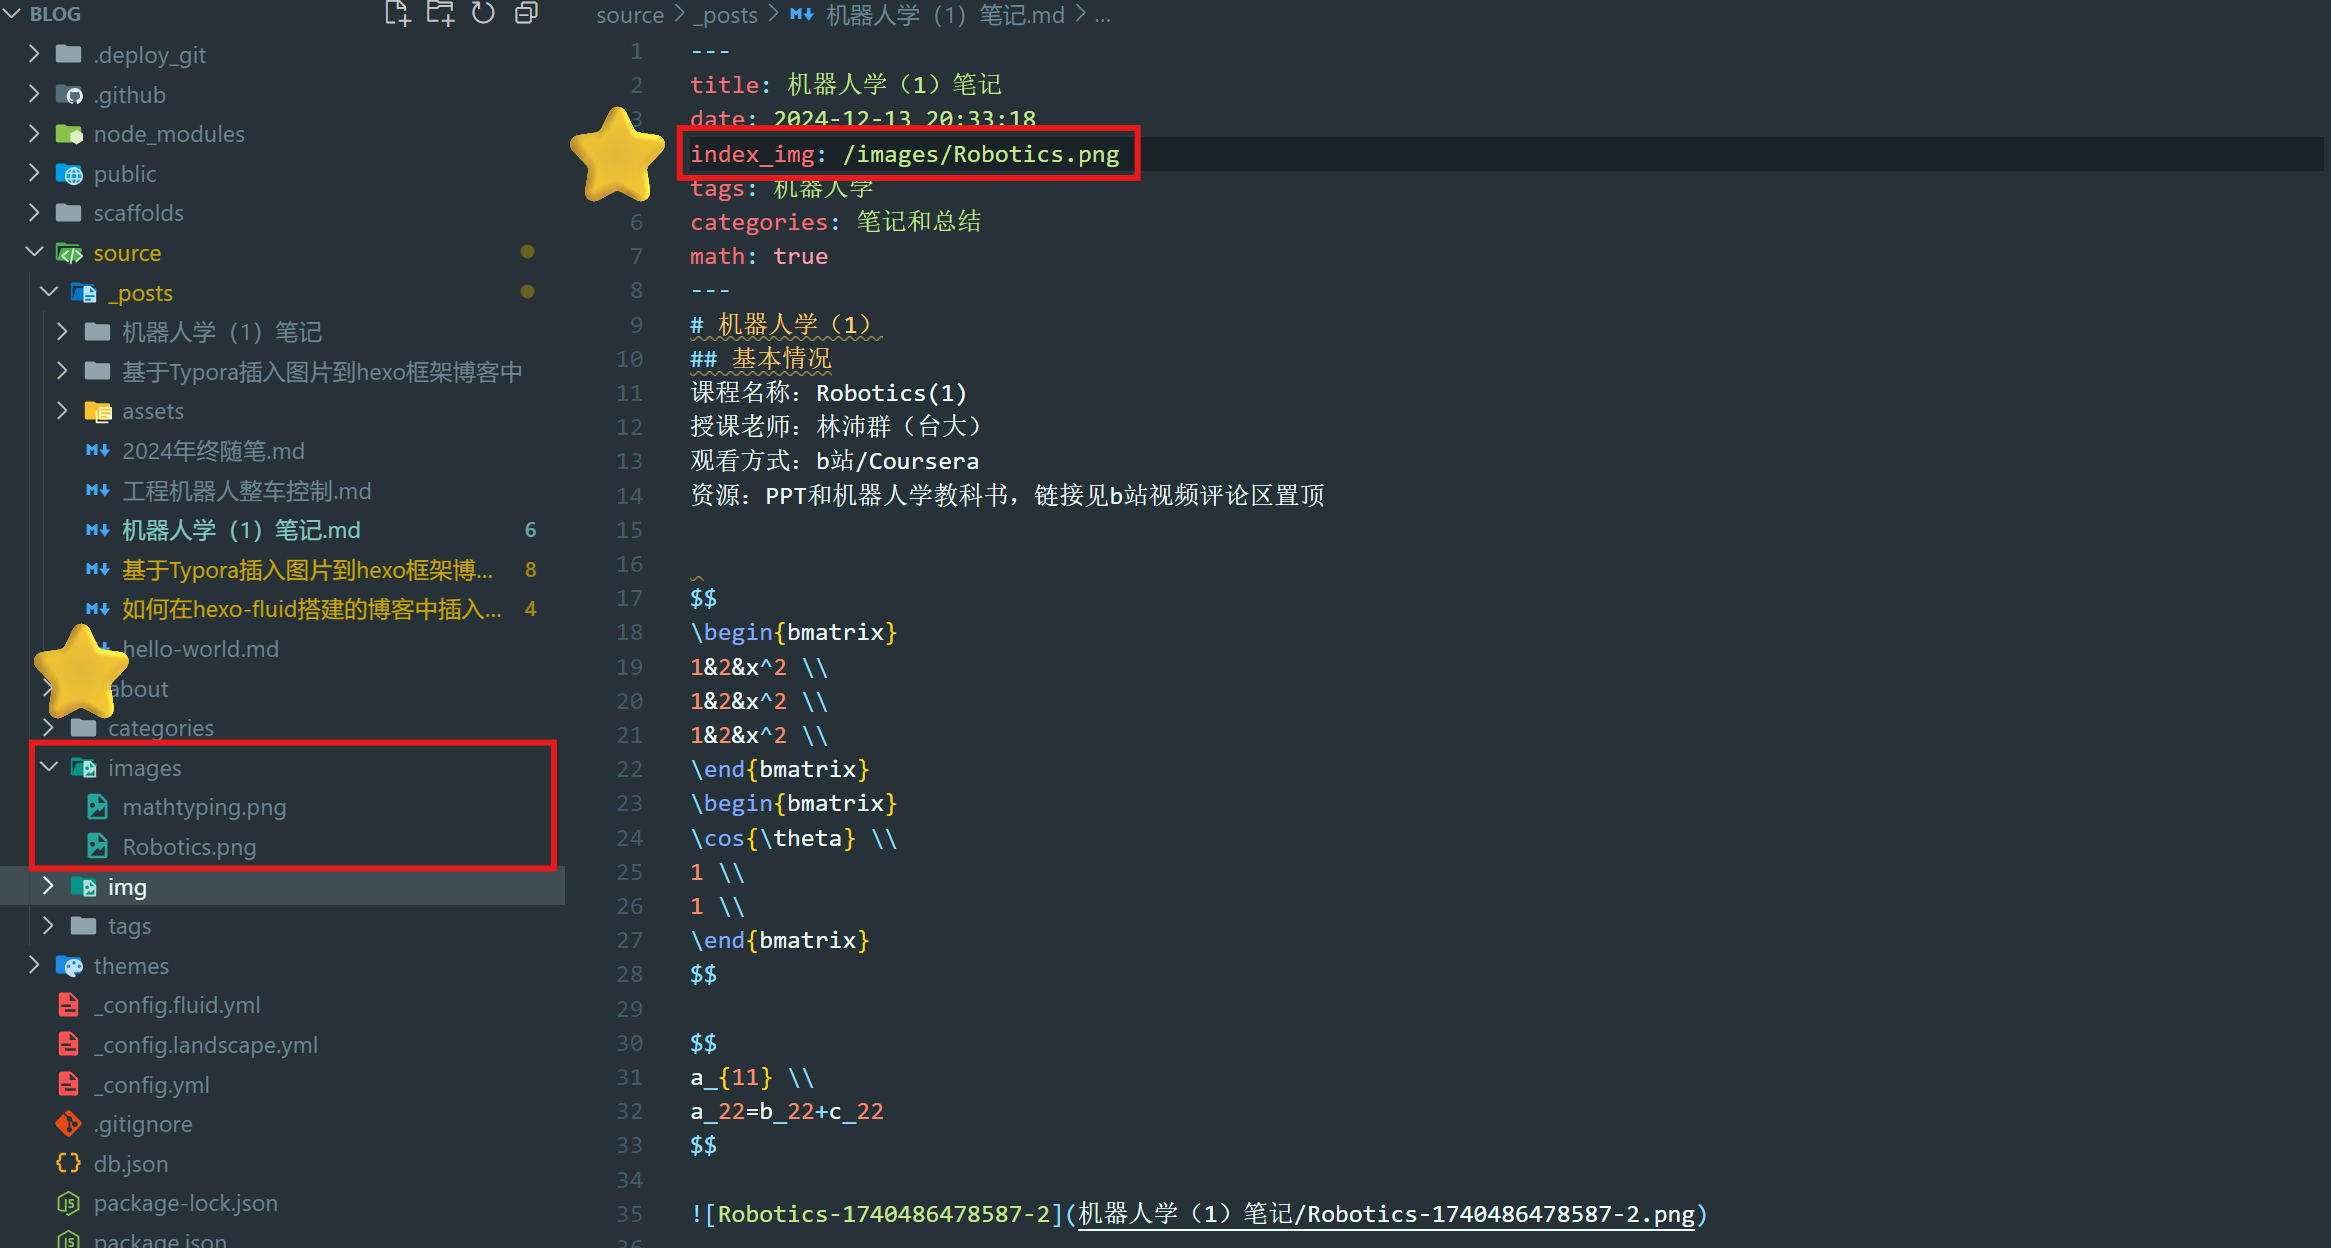 BLOG
.deploy_git
.github
node_modules
public
scaffolds
source
_posts
机器人学（1）笔记
基于Typora插入图片到hexo框架博客中
assets
2024年终随笔.md
工程机器人整车控制.md
机器人学（1）笔记.md 6
基于Typora插入图片到hexo框架博... 8
如何在hexo-fluid搭建的博客中插入... 4
hello-world.md
about
categories
images
mathtyping.png
Robotics.png
img
tags
themes
_config.fluid.yml
_config.landscape.yml
_config.yml
.gitignore
db.json
package-lock.json
package.json
source > _posts > 机器人学（1）笔记.md > ...
1 ---
2 title: 机器人学（1）笔记
3 date: 2024-12-13 20:33:18
index_img: /images/Robotics.png
tags: 机器人学
6 categories: 笔记和总结
7 math: true
8 ---
9 # 机器人学（1）
10 ## 基本情况
11 课程名称：Robotics(1)
12 授课老师：林沛群（台大）
13 观看方式：b站/Coursera
14 资源：PPT和机器人学教科书，链接见b站视频评论区置顶
15
16
17 $$
18 \begin{bmatrix}
19 1&2&x^2 \\
20 1&2&x^2 \\
21 1&2&x^2 \\
22 \end{bmatrix}
23 \begin{bmatrix}
24 \cos{\theta} \\
25 1 \\
26 1 \\
27 \end{bmatrix}
28 $$
29
30 $$
31 a_{11} \\
32 a_22=b_22+c_22
33 $$
34
35 ![Robotics-1740486478587-2](机器人学（1）笔记/Robotics-1740486478587-2.png)
36